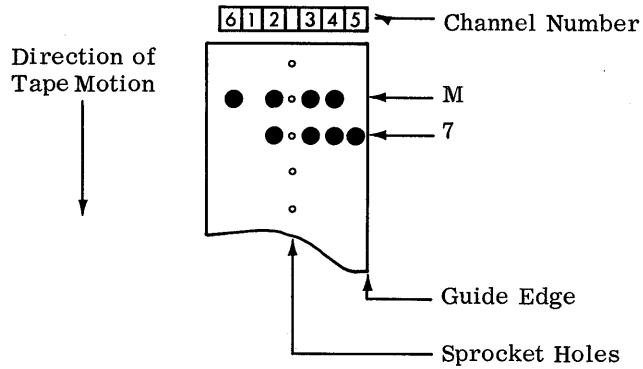 6 1 2 3 4 5
Channel Number
Direction of
Tape Motion
M
7
Guide Edge
Sprocket Holes